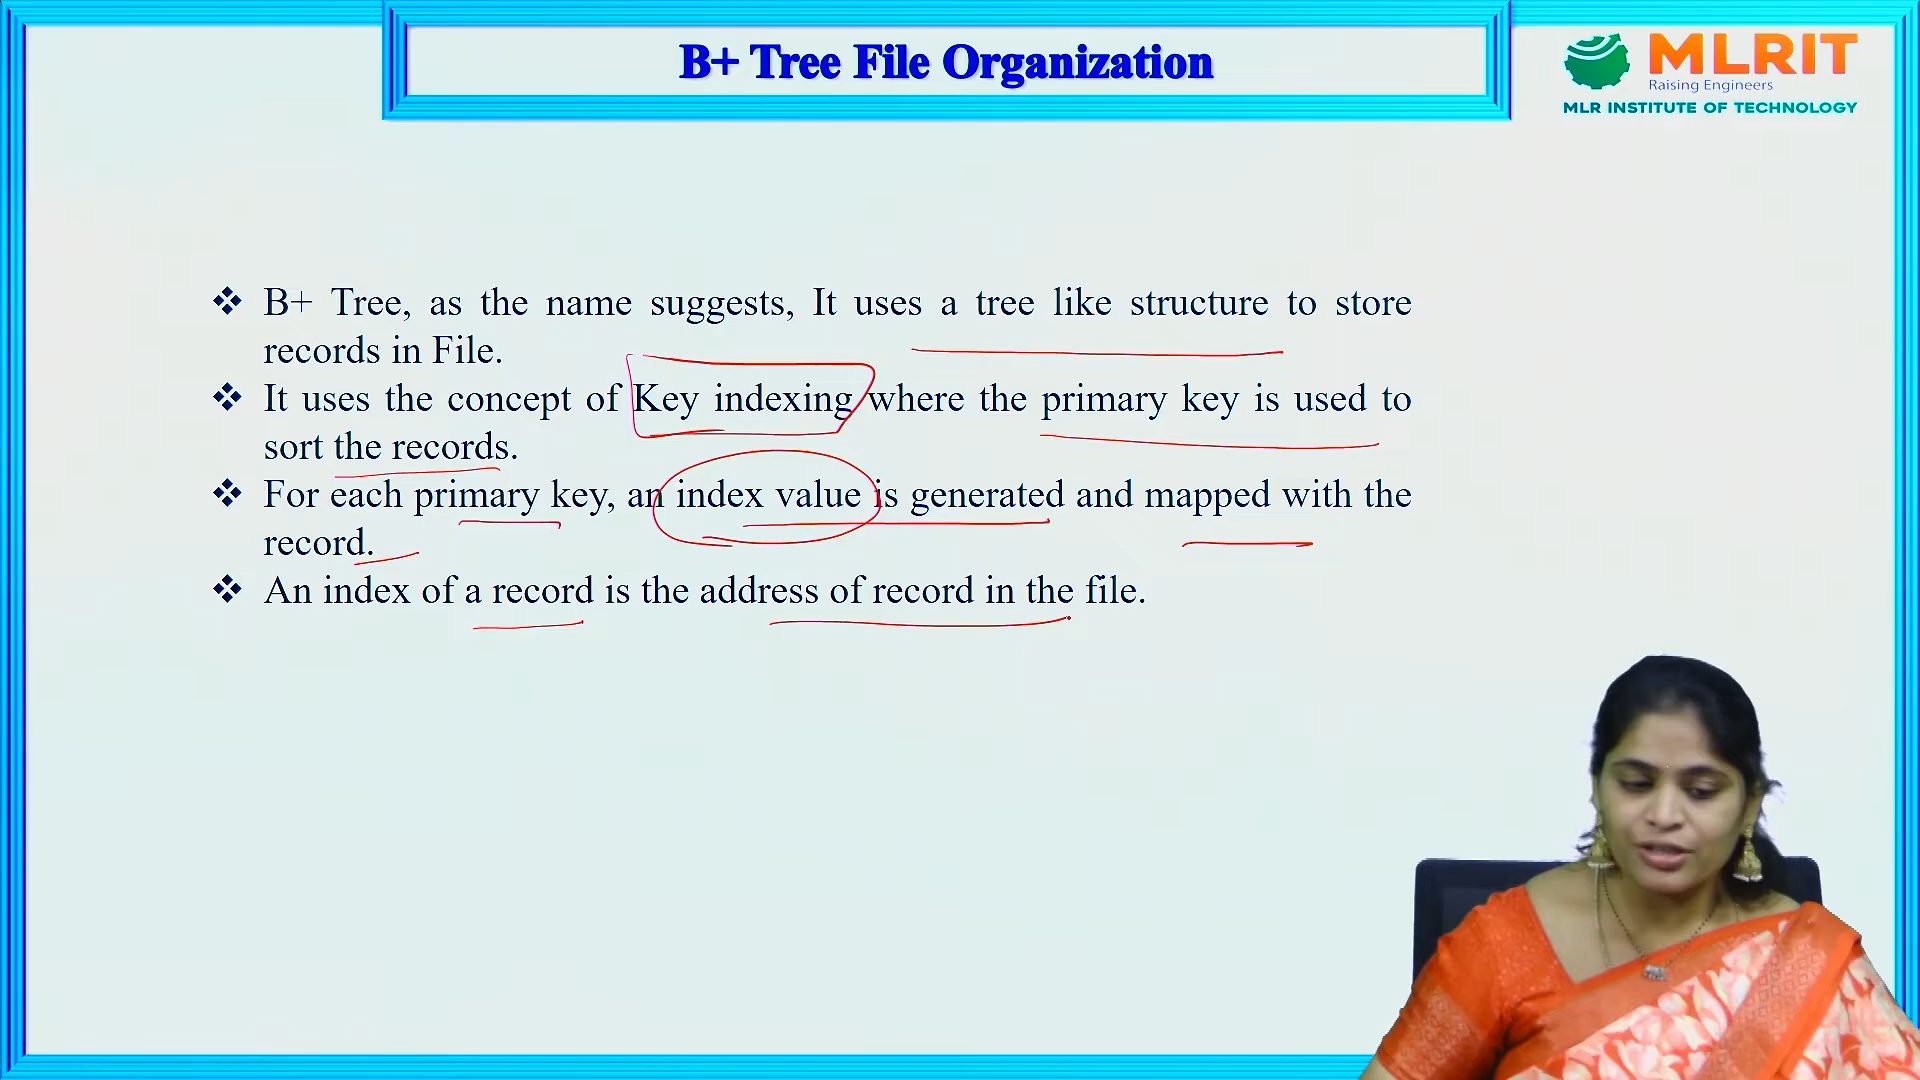 B+ Tree File Organization
MLRIT
Raising Engineers
MLR INSTITUTE OF TECHNOLOGY
❖ B+ Tree, as the name suggests, It uses a tree like structure to store
records in File.
❖ It uses the concept of Key indexing where the primary key is used to
sort the records.
❖ For each primary key, an index value is generated and mapped with the
record.
❖ An index of a record is the address of record in the file.